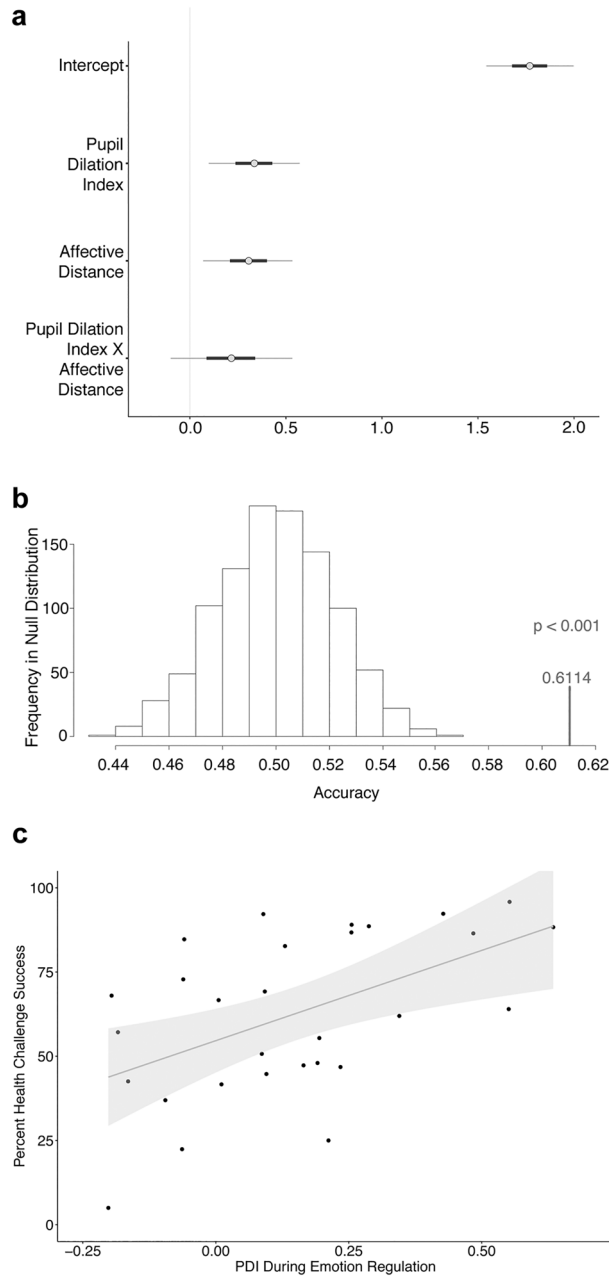 a
Intercept
Pupil
Dilation
Index
Affective
Distance
Pupil Dilation
Index X
Affective
Distance
0.0 0.5 1.0 1.5 2.0
b
Frequency in Null Distribution
150
100
50
0
p < 0.001
0.6114
0.44 0.46 0.48 0.50 0.52 0.54 0.56 0.58 0.60 0.62
Accuracy
c
Percent Health Challenge Success
100
75
50
25
0
−0.25 0.00 0.25 0.50
PDI During Emotion Regulation